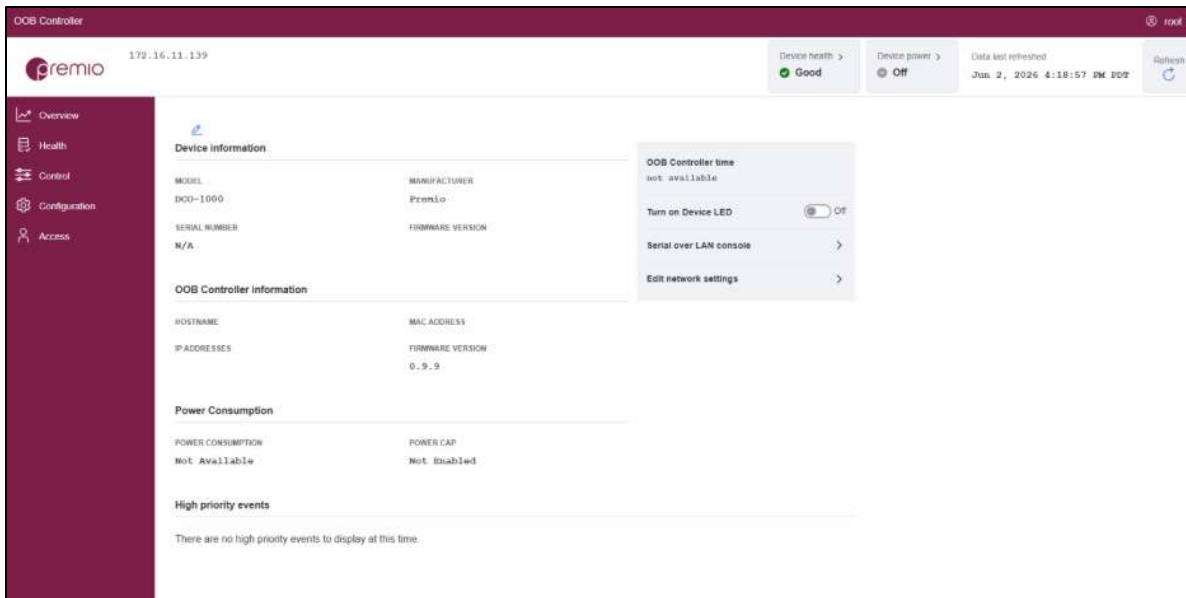 OOB Controller
root
premio
172.16.11.139
Device health >
Good
Device power >
Off
Data last refreshed
Jun 2, 2026 4:18:57 PM PDT
Refresh
Overview
Health
Control
Configuration
Access
Device information
MODEL
DCO-1000
MANUFACTURER
Premio
SERIAL NUMBER
N/A
FIRMWARE VERSION
OOB Controller time
not available
Turn on Device LED
Off
Serial over LAN console
Edit network settings
OOB Controller information
HOSTNAME
MAC ADDRESS
IP ADDRESSES
FIRMWARE VERSION
0.9.9
Power Consumption
POWER CONSUMPTION
Not Available
POWER CAP
Not Enabled
High priority events
There are no high priority events to display at this time.